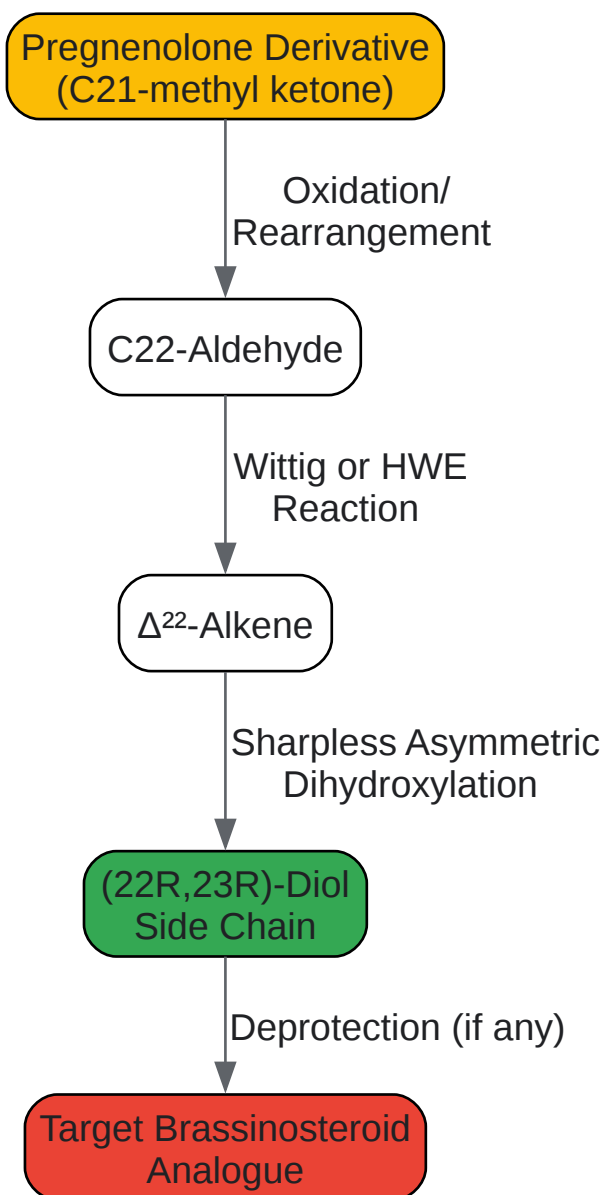 Pregnenolone Derivative
(C21-methyl ketone)
Oxidation/
Rearrangement
C22-Aldehyde
Wittig or HWE
Reaction
Δ²²-Alkene
Sharpless Asymmetric
Dihydroxylation
(22R,23R)-Diol
Side Chain
Deprotection (if any)
Target Brassinosteroid
Analogue